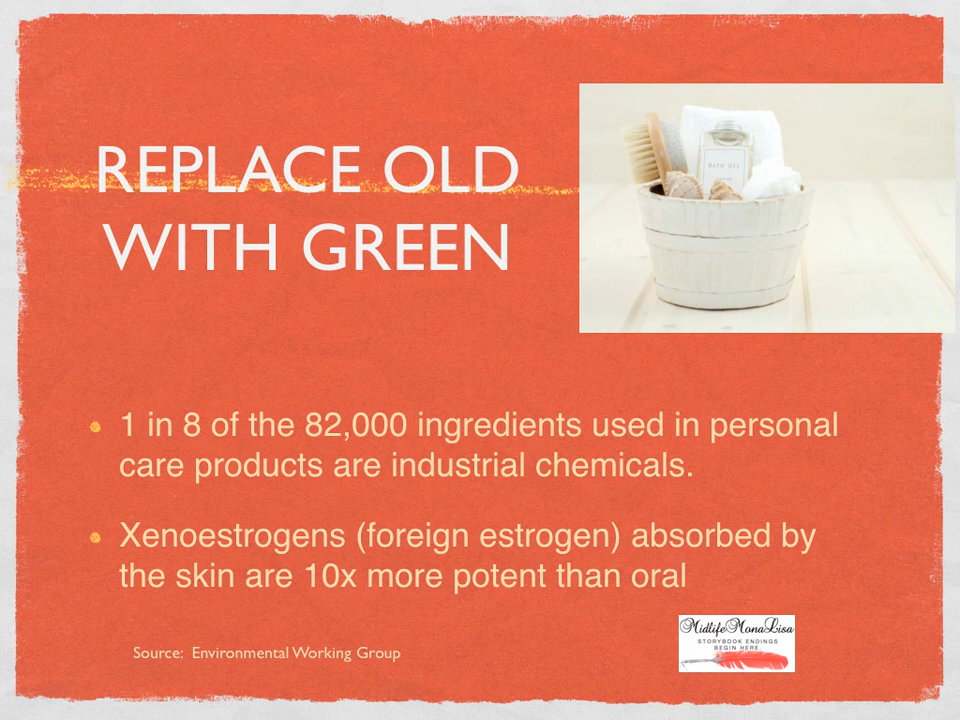 REPLACE OLD
WITH GREEN
BATH OIL
• 1 in 8 of the 82,000 ingredients used in personal
care products are industrial chemicals.
• Xenoestrogens (foreign estrogen) absorbed by
the skin are 10x more potent than oral
Source: Environmental Working Group
MidlifeMonaLisa
STORYBOOK ENDINGS
BEGIN HERE.